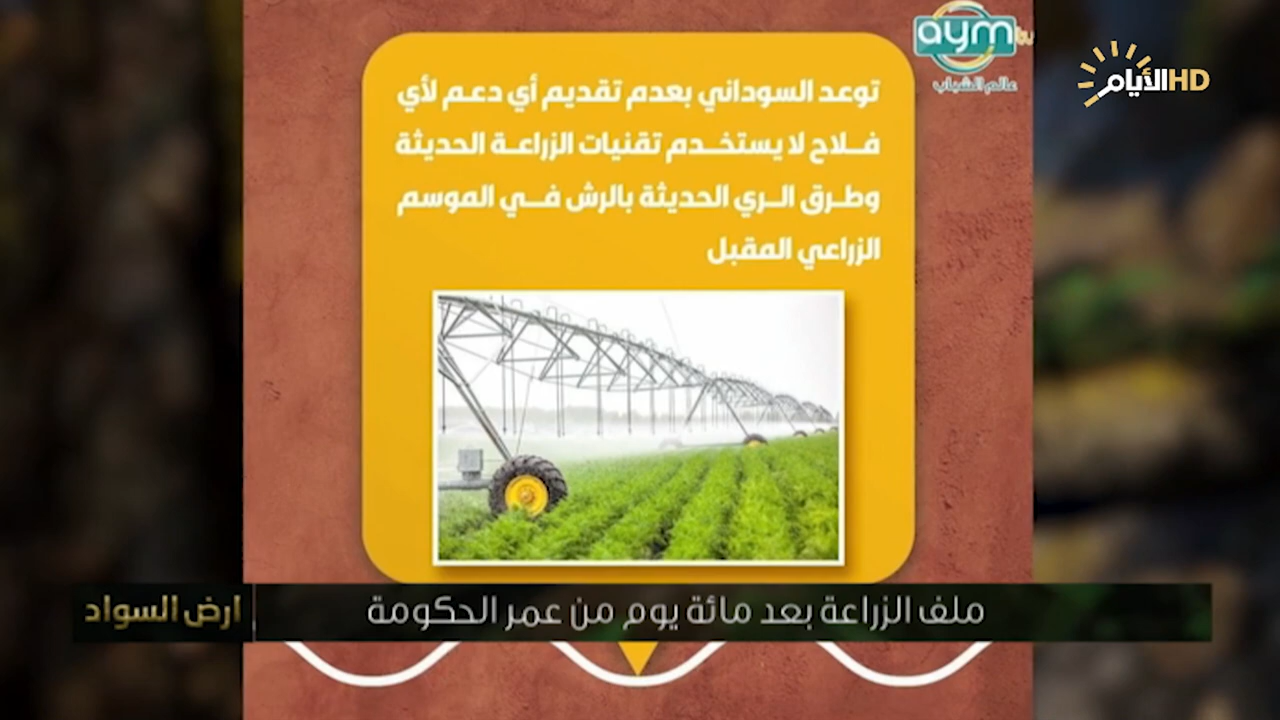 aym tv
عالم الشباب
الأيام HD
توعد السوداني بعدم تقديم أي دعم لأي
فلاح لا يستخدم تقنيات الزراعة الحديثة
وطرق الري الحديثة بالرش في الموسم
الزراعي المقبل
ملف الزراعة بعد مائة يوم من عمر الحكومة
ارض السواد